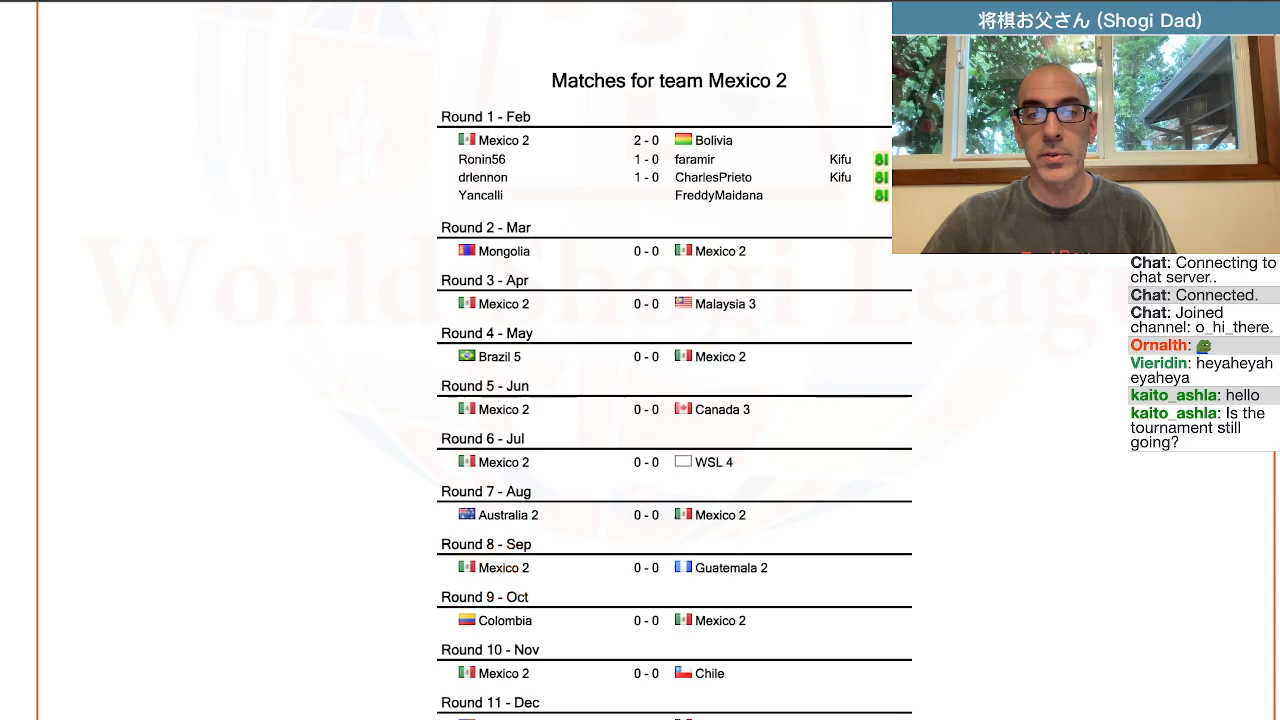 将棋お父さん (Shogi Dad)
Matches for team Mexico 2
Round 1 - Feb
Mexico 2 2 - 0 Bolivia
Ronin56 1 - 0 faramir Kifu 81
drlennon 1 - 0 CharlesPrieto Kifu 81
Yancalli FreddyMaidana 81
Round 2 - Mar
Mongolia 0 - 0 Mexico 2
Round 3 - Apr
Mexico 2 0 - 0 Malaysia 3
Round 4 - May
Brazil 5 0 - 0 Mexico 2
Round 5 - Jun
Mexico 2 0 - 0 Canada 3
Round 6 - Jul
Mexico 2 0 - 0 WSL 4
Round 7 - Aug
Australia 2 0 - 0 Mexico 2
Round 8 - Sep
Mexico 2 0 - 0 Guatemala 2
Round 9 - Oct
Colombia 0 - 0 Mexico 2
Round 10 - Nov
Mexico 2 0 - 0 Chile
Round 11 - Dec
World Shogi League
Chat: Connecting to
chat server..
Chat: Connected.
Chat: Joined
channel: o_hi_there.
Ornalth:
Vieridin: heyaheyah
eyaheya
kaito_ashla: hello
kaito_ashla: Is the
tournament still
going?